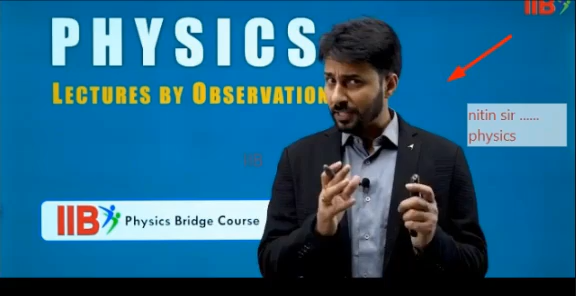 PHYSICS
IIB
LECTURES BY OBSERVATION
nitin sir ......
physics
IIB Physics Bridge Course